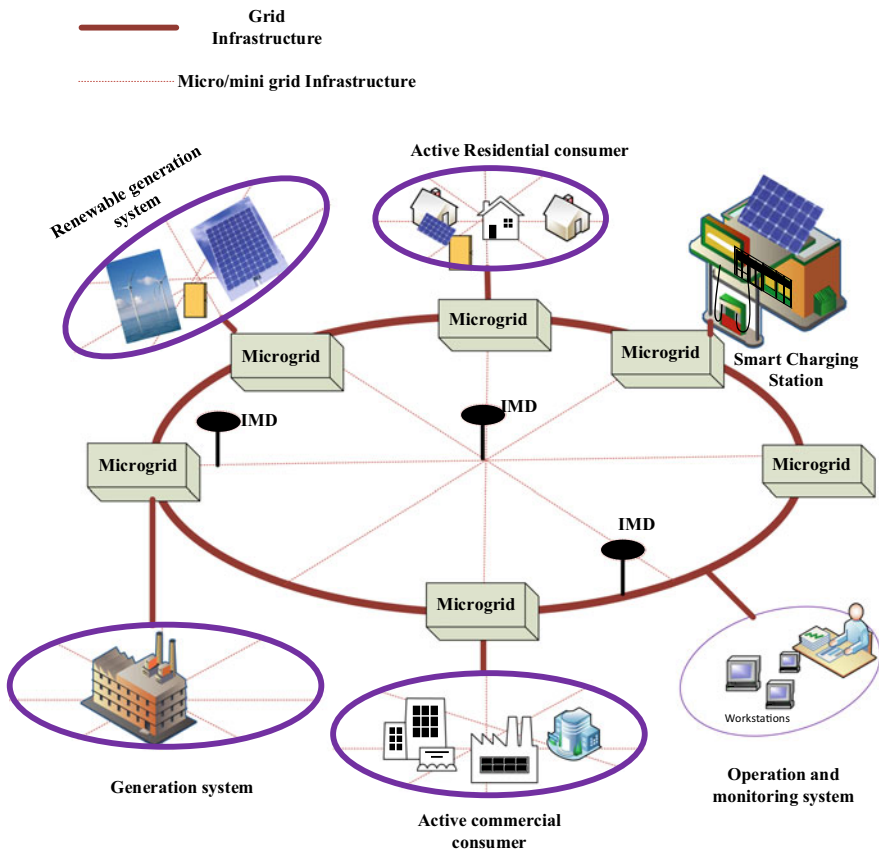 Grid
Infrastructure
Micro/mini grid Infrastructure
Active Residential consumer
Renewable generation
system
Microgrid
Microgrid
Microgrid
Smart Charging
Station
IMD
IMD
Microgrid
Microgrid
IMD
Microgrid
Workstations
Generation system
Operation and
monitoring system
Active commercial
consumer